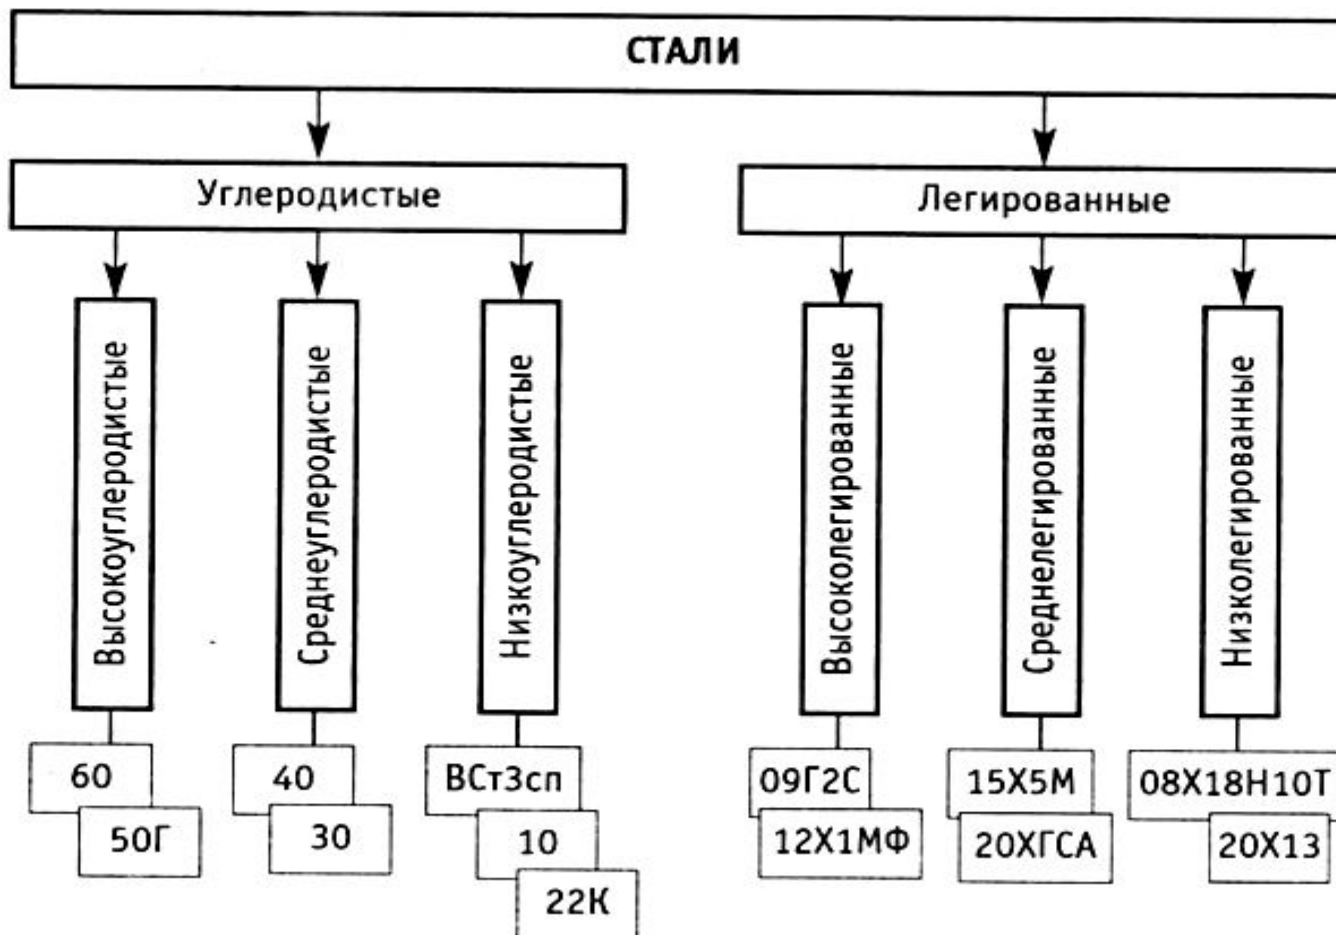 СТАЛИ
Углеродистые
Легированные
Высокоуглеродистые
Среднеуглеродистые
Низкоуглеродистые
Высоколегированные
Среднелегированные
Низколегированные
60
50Г
40
30
ВСт3сп
10
22К
09Г2С
12Х1МФ
15Х5М
20ХГСА
08Х18Н10Т
20Х13